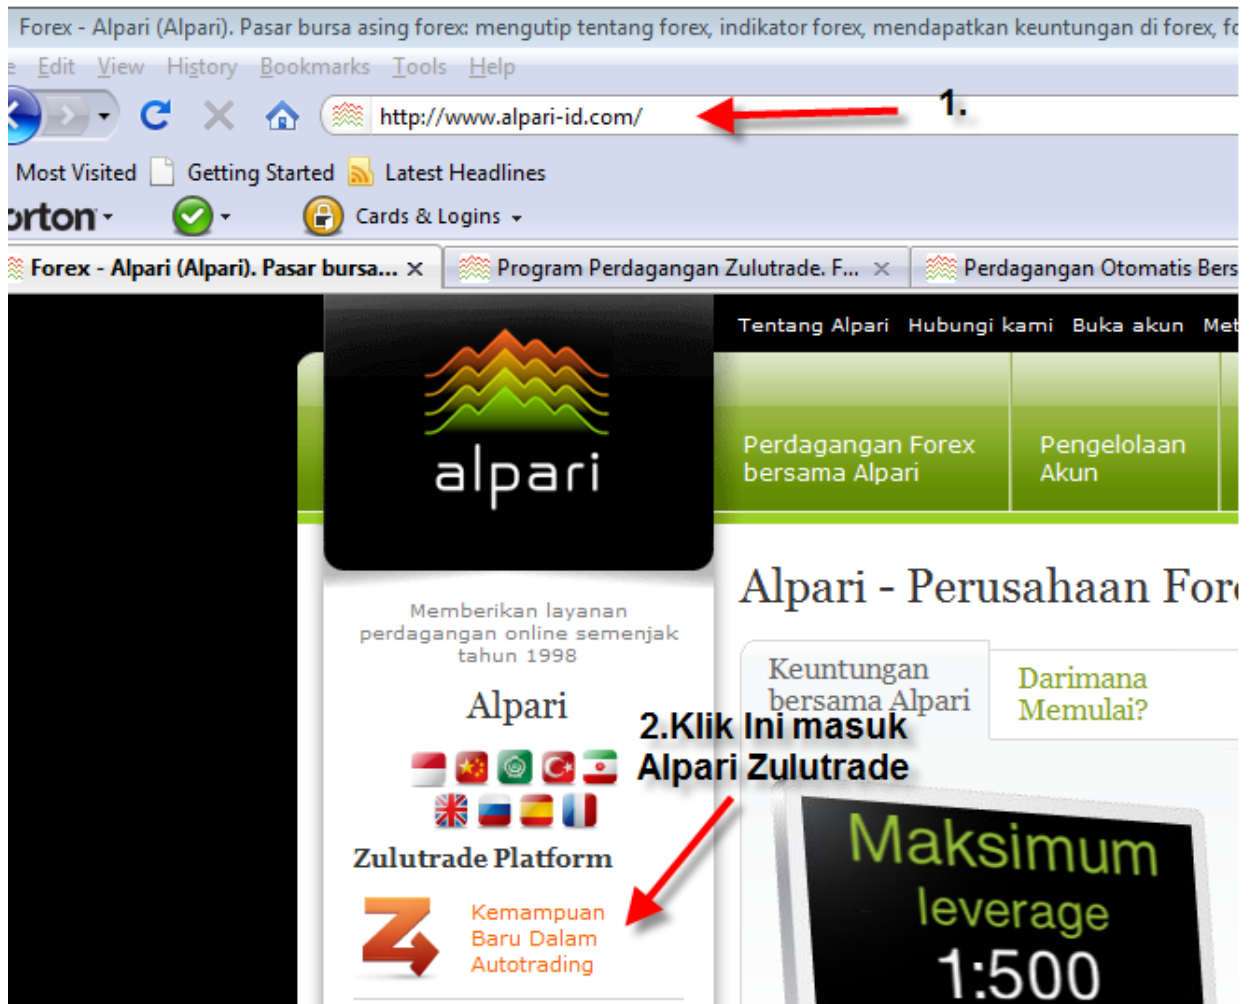 Forex - Alpari (Alpari). Pasar bursa asing forex: mengutip tentang forex, indikator forex, mendapatkan keuntungan di forex,
Edit View History Bookmarks Tools Help
http://www.alpari-id.com/
1.
Most Visited Getting Started Latest Headlines
Cards & Logins
Forex - Alpari (Alpari). Pasar bursa... Program Perdagangan Zulutrade. F... Perdagangan Otomatis Bers
Tentang Alpari Hubungi kami Buka akun Met
alpari
Perdagangan Forex
bersama Alpari
Pengelolaan
Akun
Alpari - Perusahaan
Memberikan layanan
perdagangan online semenjak
tahun 1998
Alpari
Keuntungan
bersama Alpari
Darimana
Memulai?
2.Klik Ini masuk
Alpari Zulutrade
Zulutrade Platform
Kemampuan
Baru Dalam
Autotrading
Maksimum
leverage
1:500